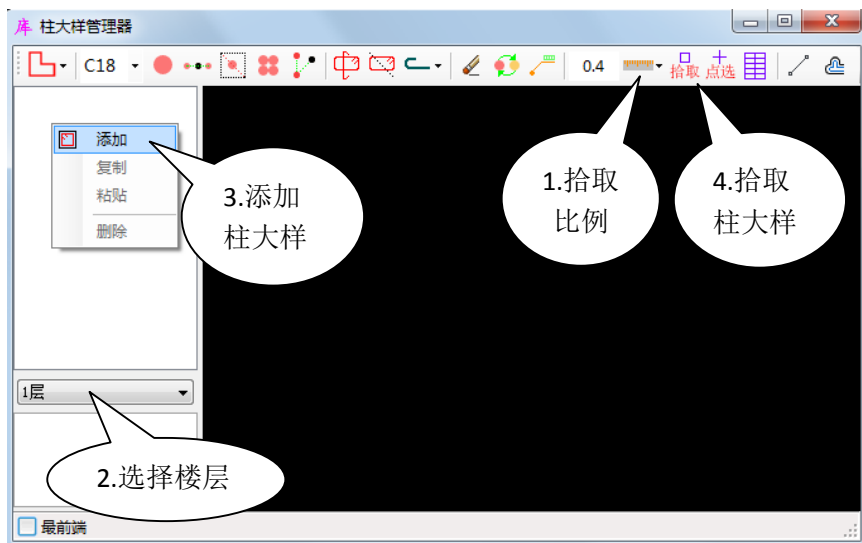 库 柱大样管理器
C18
0.4
拾取
点选
添加
复制
粘贴
删除
1.拾取
比例
4.拾取
柱大样
3.添加
柱大样
1层
2.选择楼层
最前端